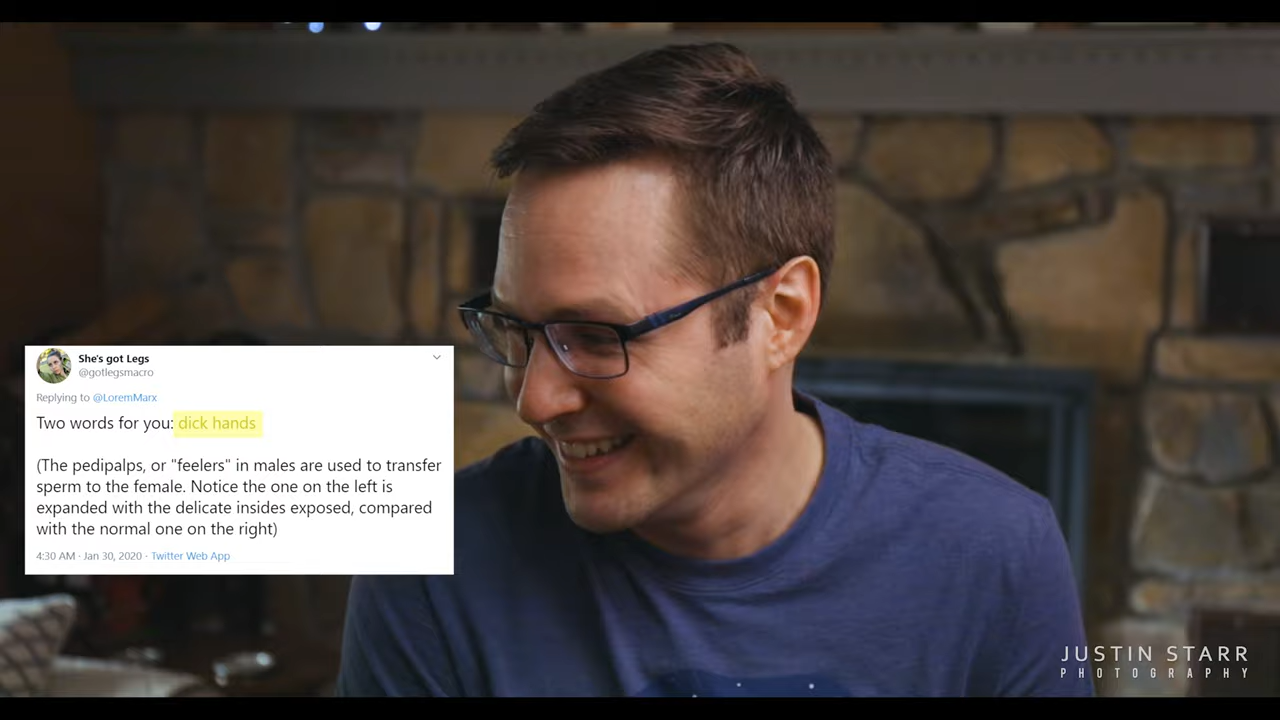 She's got Legs
@gotlegsmacro
Replying to @LoremMarx
Two words for you: dick hands
(The pedipalps, or "feelers" in males are used to transfer
sperm to the female. Notice the one on the left is
expanded with the delicate insides exposed, compared
with the normal one on the right)
4:30 AM · Jan 30, 2020 · Twitter Web App
JUSTIN STARR
PHOTOGRAPHY